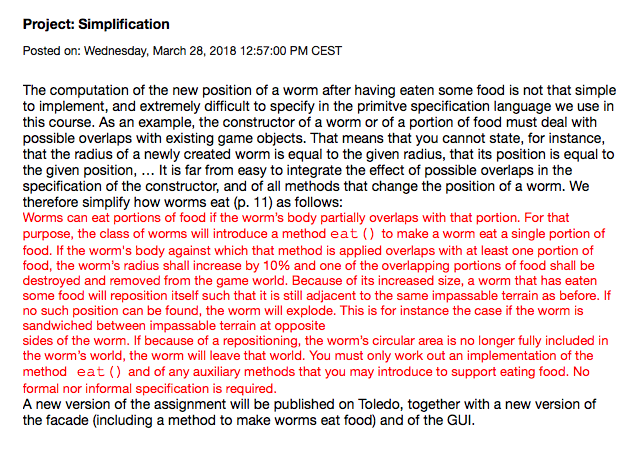 Project: Simplification
Posted on: Wednesday, March 28, 2018 12:57:00 PM CEST
The computation of the new position of a worm after having eaten some food is not that simple
to implement, and extremely difficult to specify in the primitve specification language we use in
this course. As an example, the constructor of a worm or of a portion of food must deal with
possible overlaps with existing game objects. That means that you cannot state, for instance,
that the radius of a newly created worm is equal to the given radius, that its position is equal to
the given position, … It is far from easy to integrate the effect of possible overlaps in the
specification of the constructor, and of all methods that change the position of a worm. We
therefore simplify how worms eat (p. 11) as follows:
Worms can eat portions of food if the worm's body partially overlaps with that portion. For that
purpose, the class of worms will introduce a method eat() to make a worm eat a single portion of
food. If the worm's body against which that method is applied overlaps with at least one portion of
food, the worm's radius shall increase by 10% and one of the overlapping portions of food shall be
destroyed and removed from the game world. Because of its increased size, a worm that has eaten
some food will reposition itself such that it is still adjacent to the same impassable terrain as before. If
no such position can be found, the worm will explode. This is for instance the case if the worm is
sandwiched between impassable terrain at opposite
sides of the worm. If because of a repositioning, the worm's circular area is no longer fully included in
the worm's world, the worm will leave that world. You must only work out an implementation of the
method eat() and of any auxiliary methods that you may introduce to support eating food. No
formal nor informal specification is required.
A new version of the assignment will be published on Toledo, together with a new version of
the facade (including a method to make worms eat food) and of the GUI.